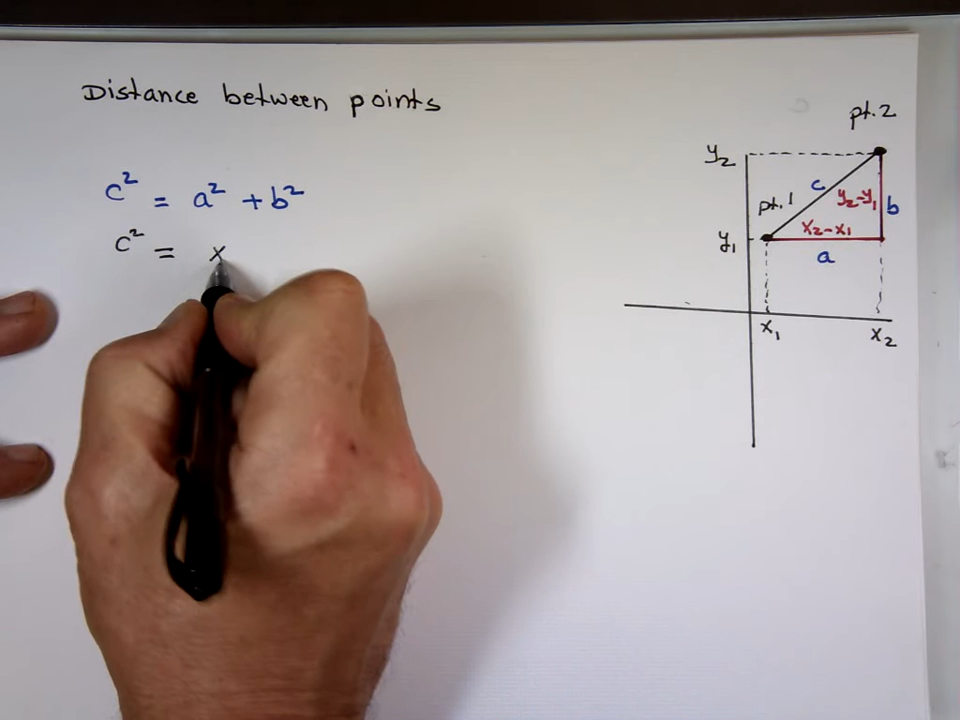 Distance between points
c² = a² + b²
c² = x
pt. 2
y₂
c
y₂-y₁
b
pt. 1
x₂-x₁
y₁
a
x₁
x₂